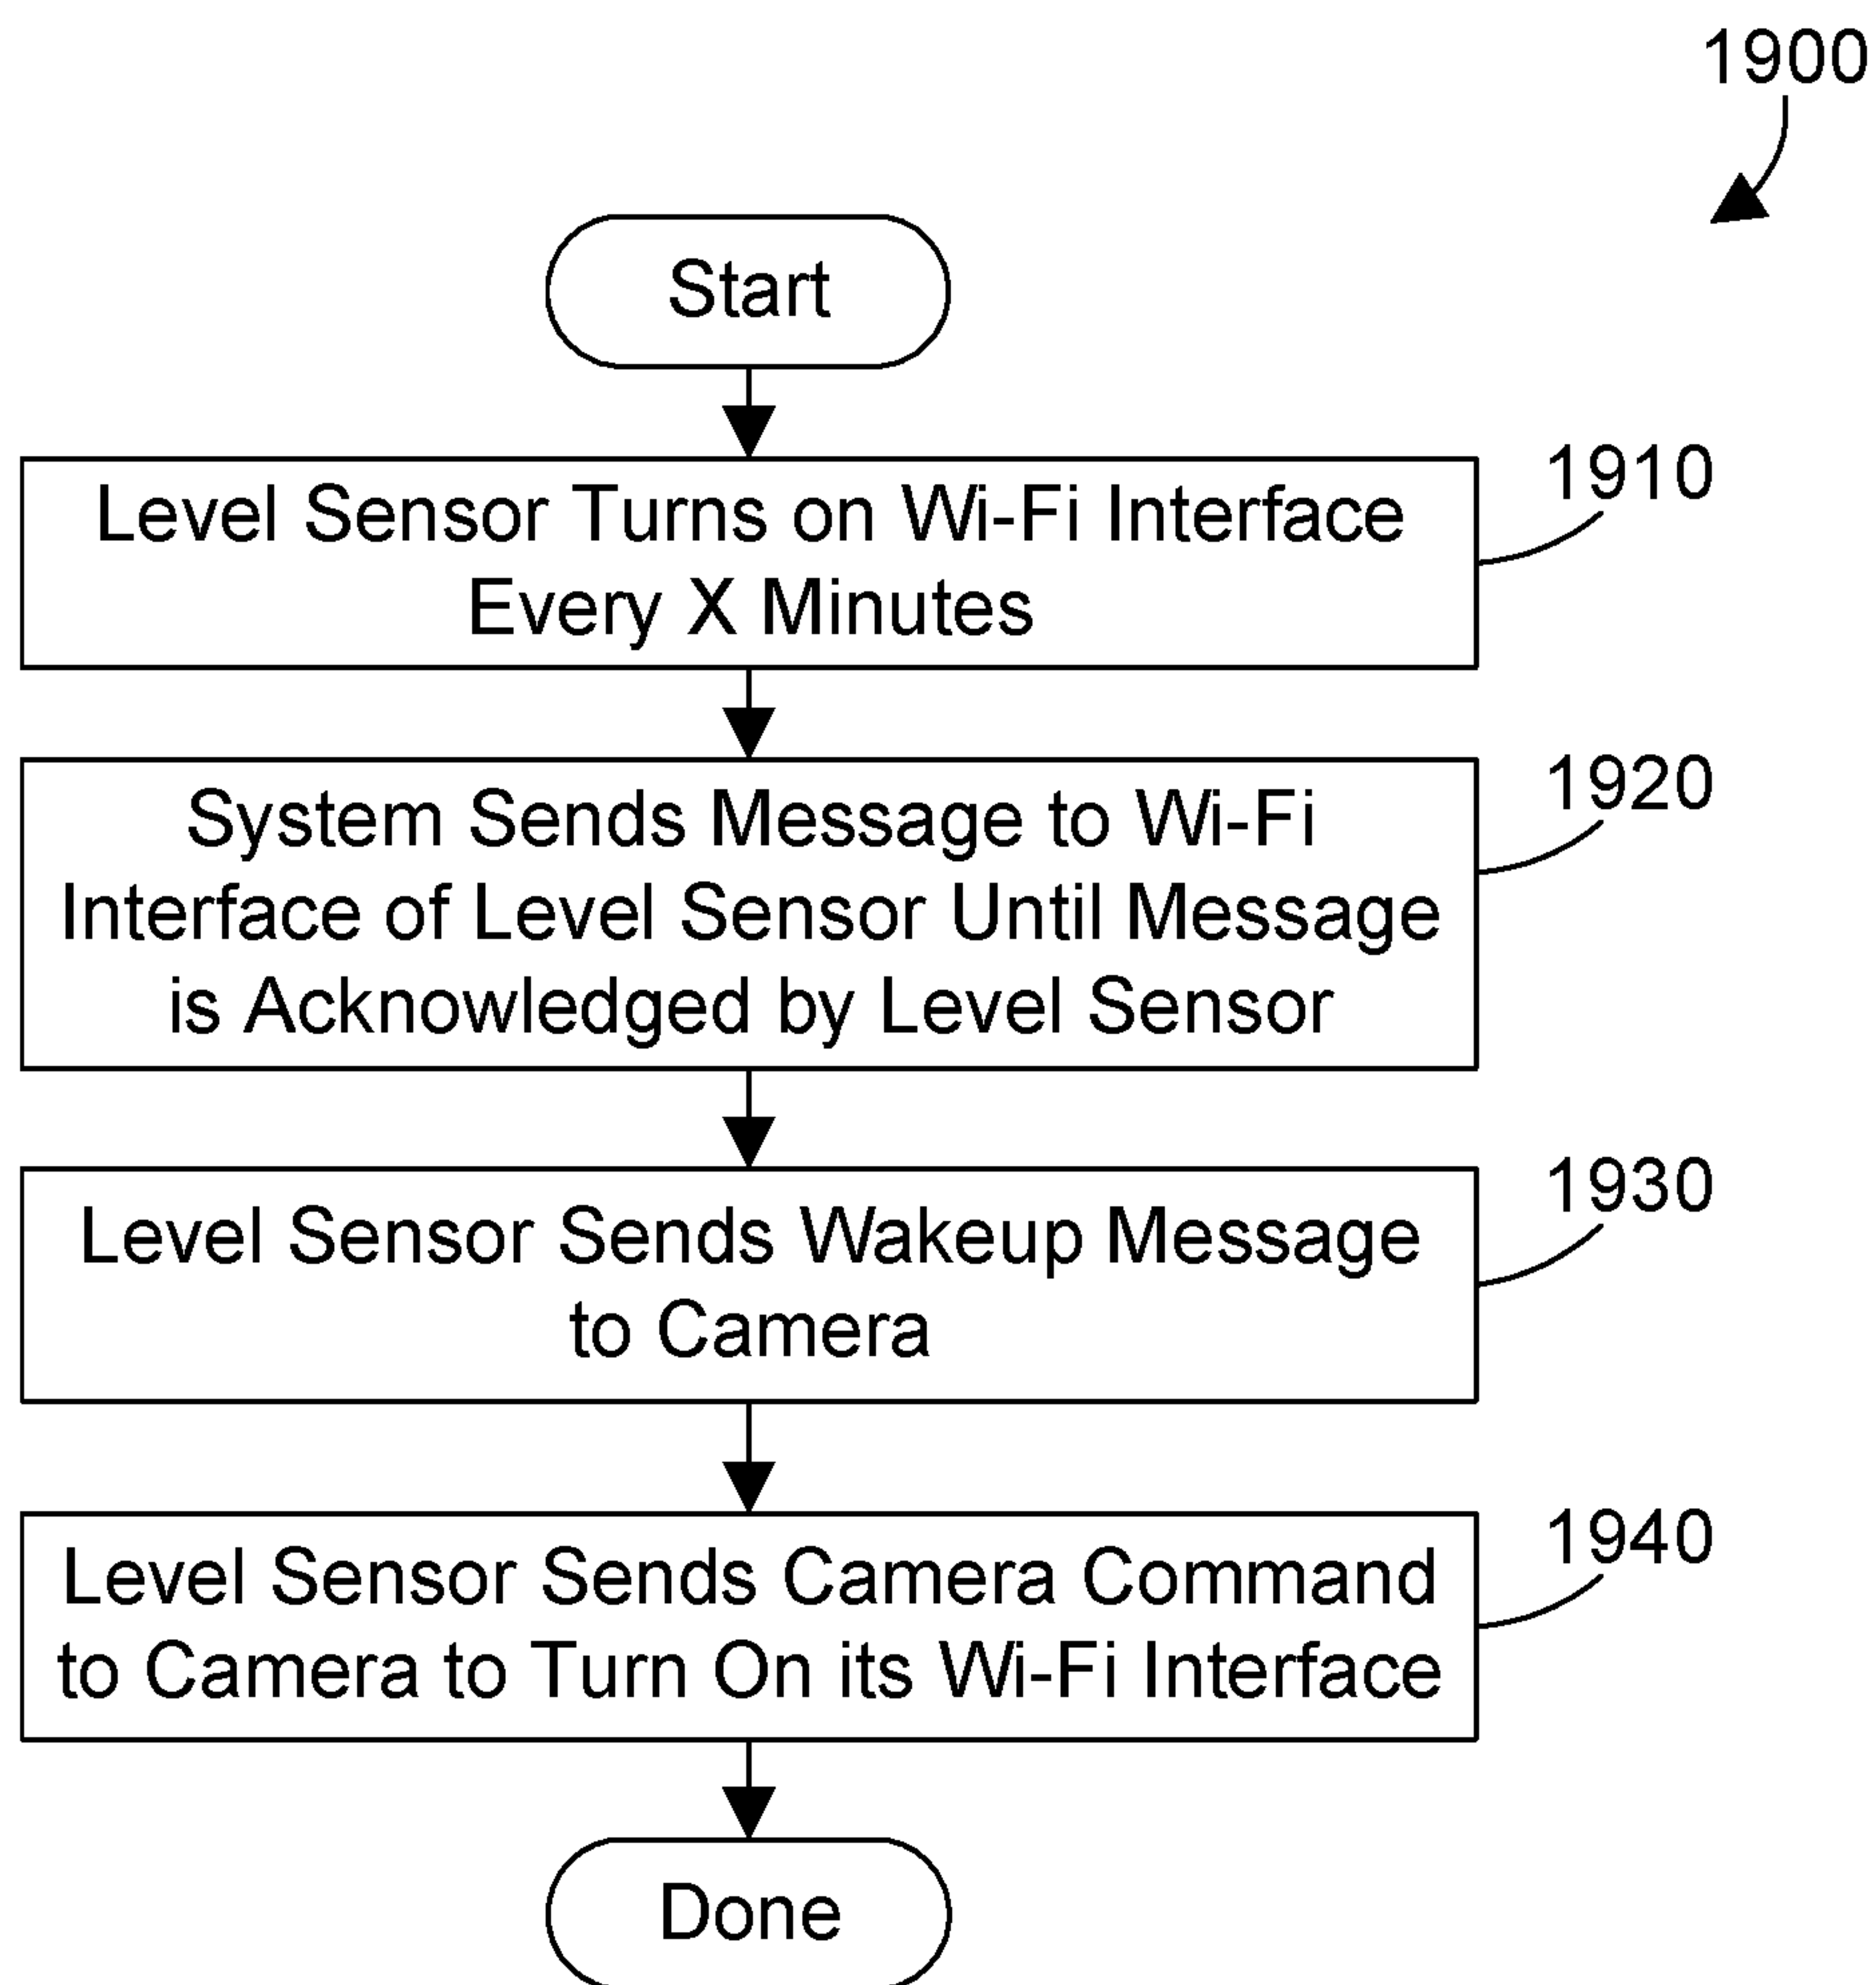 1900
Start
Level Sensor Turns on Wi-Fi Interface
Every X Minutes
1910
System Sends Message to Wi-Fi
Interface of Level Sensor Until Message
is Acknowledged by Level Sensor
1920
Level Sensor Sends Wakeup Message
to Camera
1930
Level Sensor Sends Camera Command
to Camera to Turn On its Wi-Fi Interface
1940
Done